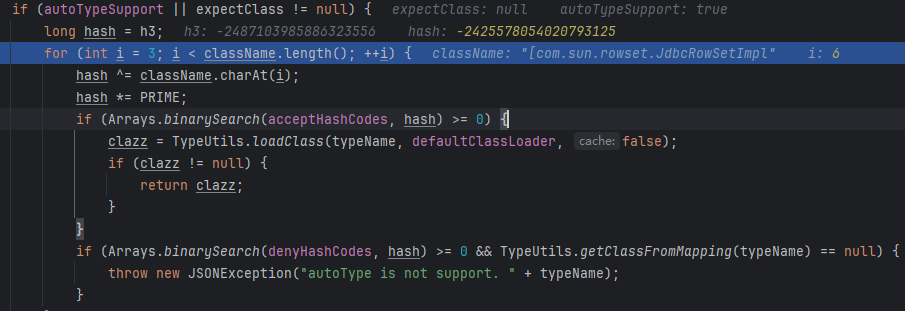 if (autoTypeSupport || expectClass != null) { expectClass: null autoTypeSupport: true
long hash = h3; h3: -2487103985886323556 hash: -2425578054020793125
for (int i = 3; i < className.length(); ++i) { className: "[com.sun.rowset.JdbcRowSetImpl" i: 6
hash ^= className.charAt(i);
hash *= PRIME;
if (Arrays.binarySearch(acceptHashCodes, hash) >= 0) {
clazz = TypeUtils.loadClass(typeName, defaultClassLoader, cache: false);
if (clazz != null) {
return clazz;
}
}
if (Arrays.binarySearch(denyHashCodes, hash) >= 0 && TypeUtils.getClassFromMapping(typeName) == null) {
throw new JSONException("autoType is not support. " + typeName);
}